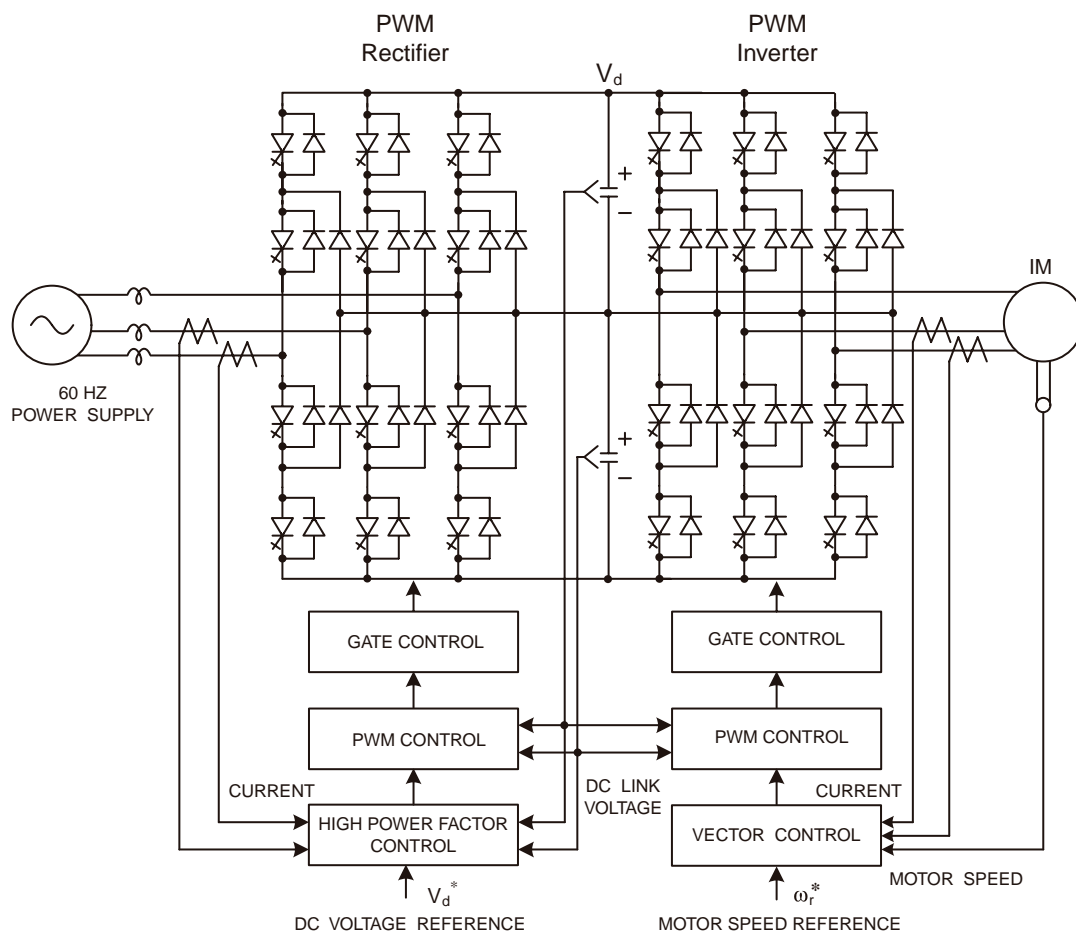 PWM
Rectifier
PWM
Inverter
V_d
+
−
+
−
IM
60 HZ
POWER SUPPLY
GATE CONTROL
GATE CONTROL
PWM CONTROL
PWM CONTROL
CURRENT
DC LINK
VOLTAGE
CURRENT
HIGH POWER FACTOR
CONTROL
VECTOR CONTROL
MOTOR SPEED
V_d*
ω_r*
DC VOLTAGE REFERENCE
MOTOR SPEED REFERENCE